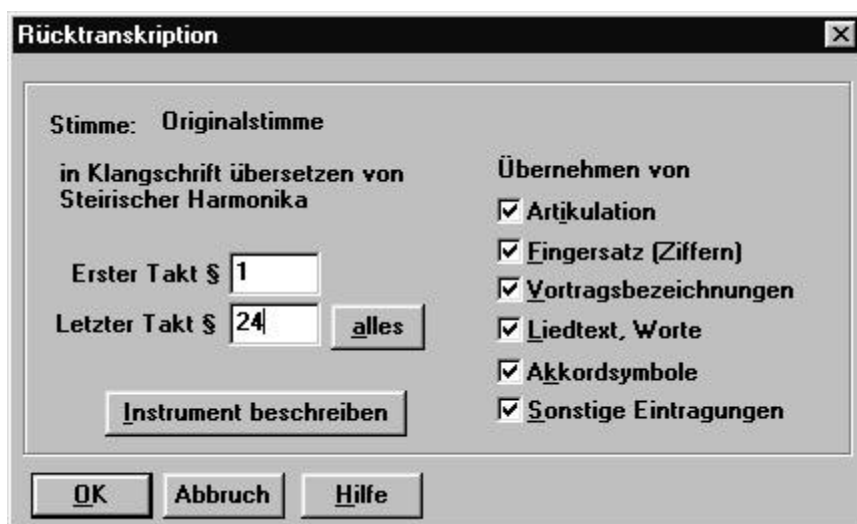 Rücktranskription
Stimme: Originalstimme
in Klangschrift übersetzen von
Steirischer Harmonika
Erster Takt § 1
Letzter Takt § 24 alles
Instrument beschreiben
Übernehmen von
Artikulation
Fingersatz (Ziffern)
Vortragsbezeichnungen
Liedtext, Worte
Akkordsymbole
Sonstige Eintragungen
OK Abbruch Hilfe